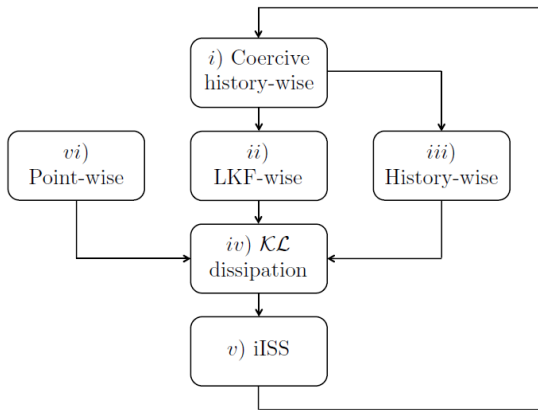 i) Coercive
history-wise
vi)
Point-wise
ii)
LKF-wise
iii)
History-wise
iv) 𝒦ℒ
dissipation
v) iISS